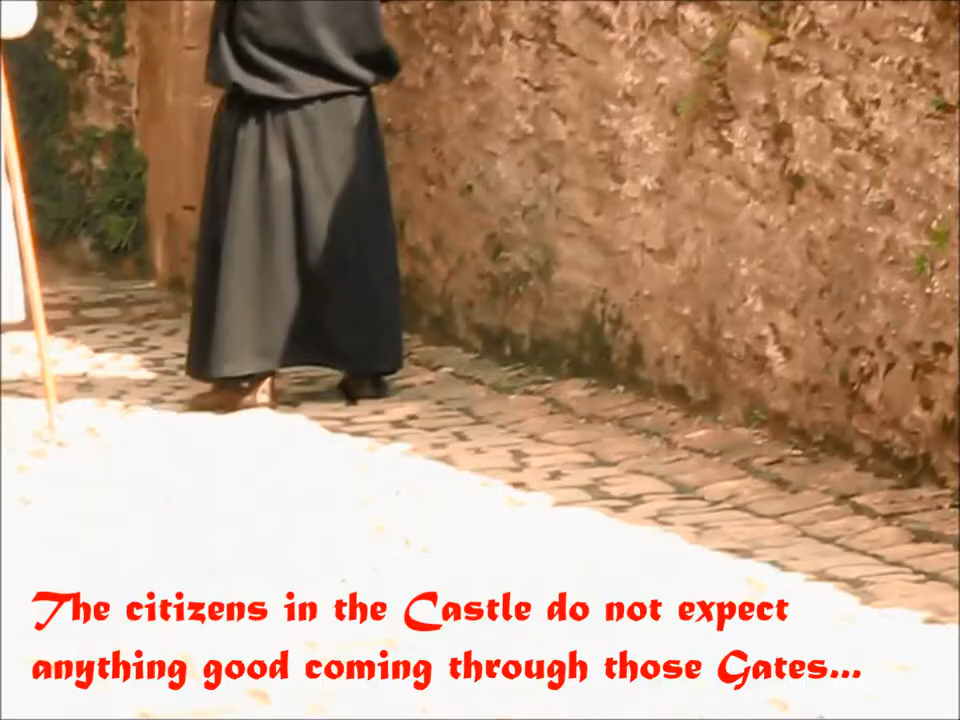 The citizens in the Castle do not expect
anything good coming through those Gates...